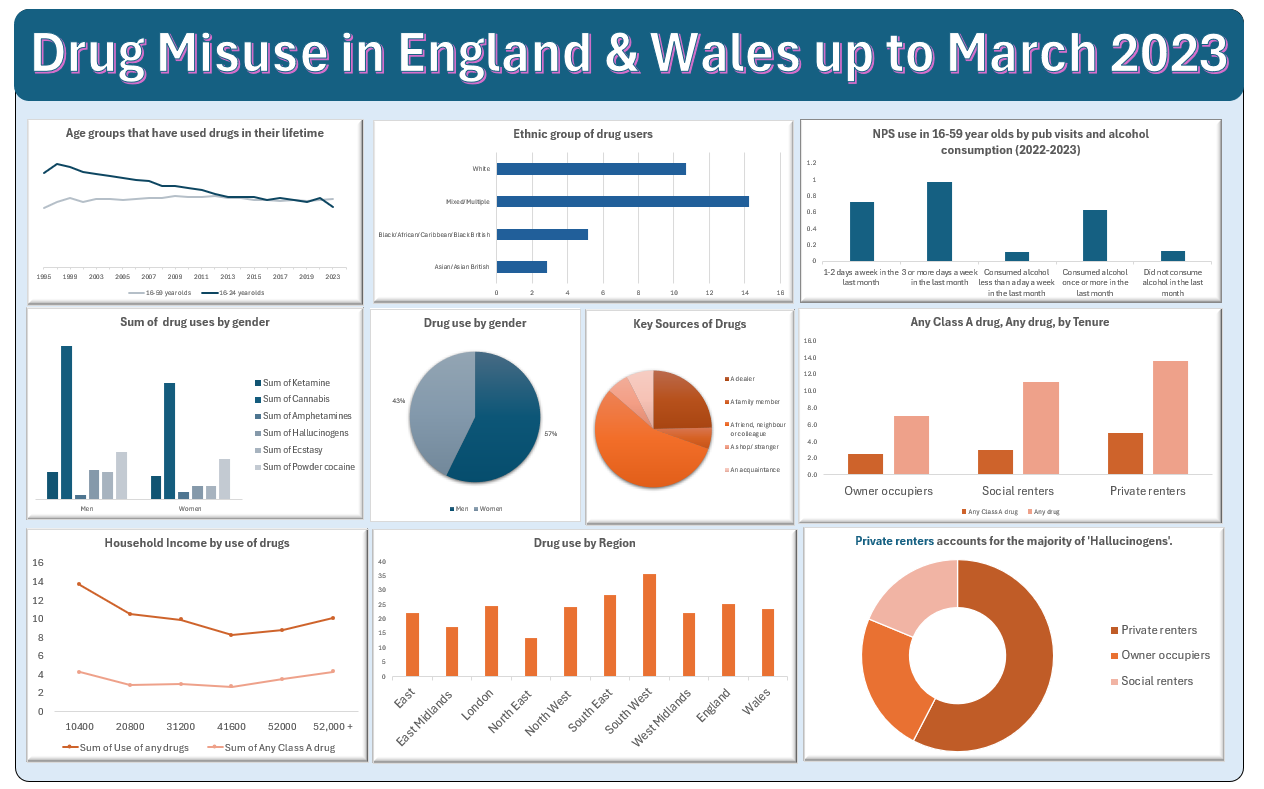 Drug Misuse in England & Wales up to March 2023
Age groups that have used drugs in their lifetime
1995 1999 2003 2005 2007 2009 2011 2013 2015 2017 2019 2023
16-59 year olds 16-24 year olds
Ethnic group of drug users
White
Mixed/Multiple
Black/African/Caribbean/Black British
Asian/Asian British
0 2 4 6 8 10 12 14 16
NPS use in 16-59 year olds by pub visits and alcohol
consumption (2022-2023)
1.2
1
0.8
0.6
0.4
0.2
0
1-2 days a week in the
last month
3 or more days a week
in the last month
Consumed alcohol
less than a day a week
in the last month
Consumed alcohol
once or more in the
last month
Did not consume
alcohol in the last
month
Sum of drug uses by gender
Men Women
Sum of Ketamine
Sum of Cannabis
Sum of Amphetamines
Sum of Hallucinogens
Sum of Ecstasy
Sum of Powder cocaine
Drug use by gender
43%
57%
Men Women
Key Sources of Drugs
A dealer
A family member
A friend, neighbour
or colleague
A shop/ stranger
An acquaintance
Any Class A drug, Any drug, by Tenure
16.0
14.0
12.0
10.0
8.0
6.0
4.0
2.0
0.0
Owner occupiers Social renters Private renters
Any Class A drug Any drug
Household Income by use of drugs
16
14
12
10
8
6
4
2
0
10400 20800 31200 41600 52000 52,000 +
Sum of Use of any drugs Sum of Any Class A drug
Drug use by Region
40
35
30
25
20
15
10
5
0
East
East Midlands
London
North East
North West
South East
South West
West Midlands
England
Wales
Private renters accounts for the majority of 'Hallucinogens'.
Private renters
Owner occupiers
Social renters